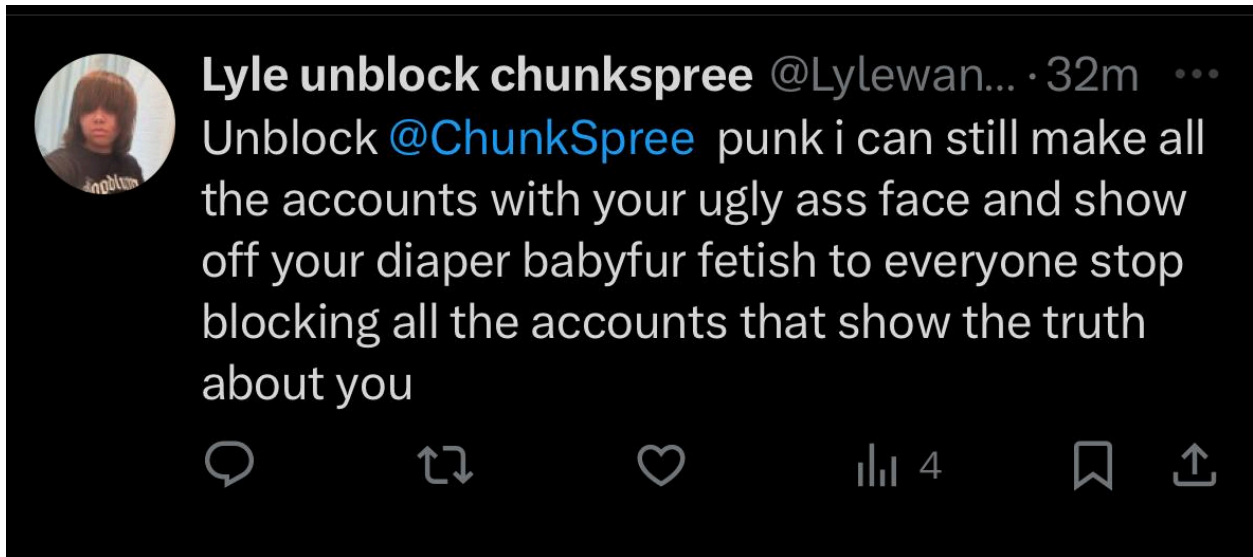 Lyle unblock chunkspree @Lylewan... · 32m
Unblock @ChunkSpree punk i can still make all
the accounts with your ugly ass face and show
off your diaper babyfur fetish to everyone stop
blocking all the accounts that show the truth
about you
4